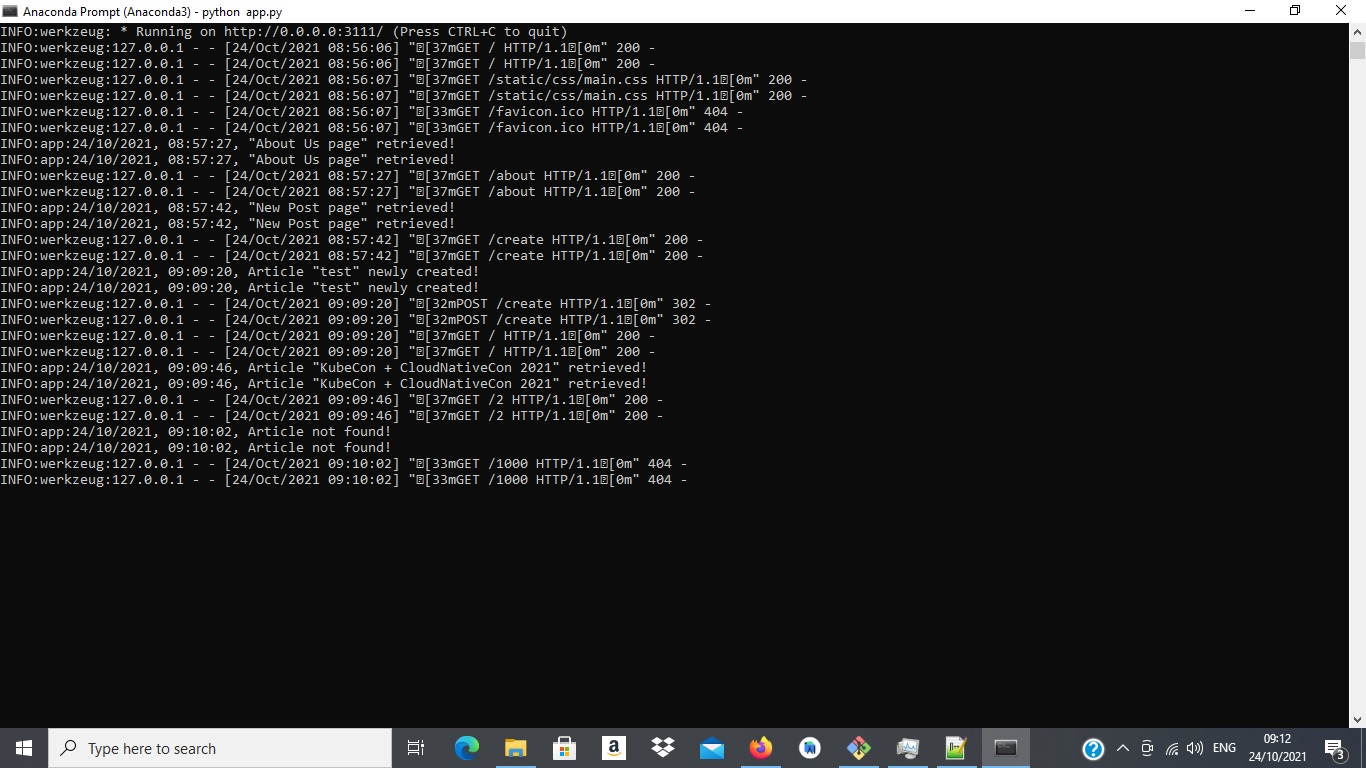 Anaconda Prompt (Anaconda3) - python  app.py
INFO:werkzeug: * Running on http://0.0.0.0:3111/ (Press CTRL+C to quit)
INFO:werkzeug:127.0.0.1 - - [24/Oct/2021 08:56:06] "[37mGET / HTTP/1.1[0m" 200 -
INFO:werkzeug:127.0.0.1 - - [24/Oct/2021 08:56:06] "[37mGET / HTTP/1.1[0m" 200 -
INFO:werkzeug:127.0.0.1 - - [24/Oct/2021 08:56:07] "[37mGET /static/css/main.css HTTP/1.1[0m" 200 -
INFO:werkzeug:127.0.0.1 - - [24/Oct/2021 08:56:07] "[37mGET /static/css/main.css HTTP/1.1[0m" 200 -
INFO:werkzeug:127.0.0.1 - - [24/Oct/2021 08:56:07] "[33mGET /favicon.ico HTTP/1.1[0m" 404 -
INFO:werkzeug:127.0.0.1 - - [24/Oct/2021 08:56:07] "[33mGET /favicon.ico HTTP/1.1[0m" 404 -
INFO:app:24/10/2021, 08:57:27, "About Us page" retrieved!
INFO:app:24/10/2021, 08:57:27, "About Us page" retrieved!
INFO:werkzeug:127.0.0.1 - - [24/Oct/2021 08:57:27] "[37mGET /about HTTP/1.1[0m" 200 -
INFO:werkzeug:127.0.0.1 - - [24/Oct/2021 08:57:27] "[37mGET /about HTTP/1.1[0m" 200 -
INFO:app:24/10/2021, 08:57:42, "New Post page" retrieved!
INFO:app:24/10/2021, 08:57:42, "New Post page" retrieved!
INFO:werkzeug:127.0.0.1 - - [24/Oct/2021 08:57:42] "[37mGET /create HTTP/1.1[0m" 200 -
INFO:werkzeug:127.0.0.1 - - [24/Oct/2021 08:57:42] "[37mGET /create HTTP/1.1[0m" 200 -
INFO:app:24/10/2021, 09:09:20, Article "test" newly created!
INFO:app:24/10/2021, 09:09:20, Article "test" newly created!
INFO:werkzeug:127.0.0.1 - - [24/Oct/2021 09:09:20] "[32mPOST /create HTTP/1.1[0m" 302 -
INFO:werkzeug:127.0.0.1 - - [24/Oct/2021 09:09:20] "[32mPOST /create HTTP/1.1[0m" 302 -
INFO:werkzeug:127.0.0.1 - - [24/Oct/2021 09:09:20] "[37mGET / HTTP/1.1[0m" 200 -
INFO:werkzeug:127.0.0.1 - - [24/Oct/2021 09:09:20] "[37mGET / HTTP/1.1[0m" 200 -
INFO:app:24/10/2021, 09:09:46, Article "KubeCon + CloudNativeCon 2021" retrieved!
INFO:app:24/10/2021, 09:09:46, Article "KubeCon + CloudNativeCon 2021" retrieved!
INFO:werkzeug:127.0.0.1 - - [24/Oct/2021 09:09:46] "[37mGET /2 HTTP/1.1[0m" 200 -
INFO:werkzeug:127.0.0.1 - - [24/Oct/2021 09:09:46] "[37mGET /2 HTTP/1.1[0m" 200 -
INFO:app:24/10/2021, 09:10:02, Article not found!
INFO:app:24/10/2021, 09:10:02, Article not found!
INFO:werkzeug:127.0.0.1 - - [24/Oct/2021 09:10:02] "[33mGET /1000 HTTP/1.1[0m" 404 -
INFO:werkzeug:127.0.0.1 - - [24/Oct/2021 09:10:02] "[33mGET /1000 HTTP/1.1[0m" 404 -
Type here to search
ENG
09:12
24/10/2021
3